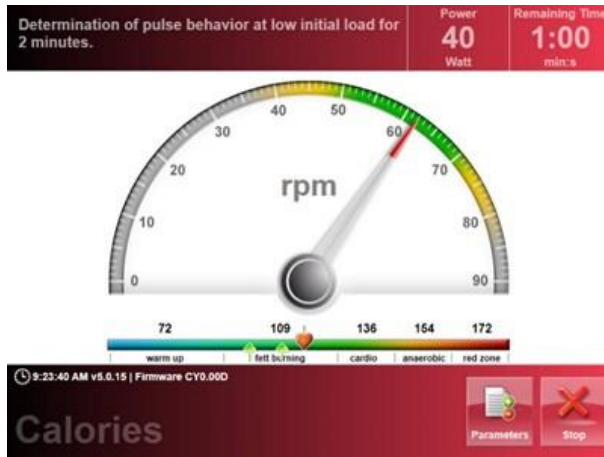 Determination of pulse behavior at low initial load for
2 minutes.
Power
40
Watt
Remaining Time
1:00
min:s
0
10
20
30
40
50
60
70
80
90
rpm
72 109 136 154 172
warm up fett burning cardio anaerobic red zone
9:23:40 AM v5.0.15 | Firmware CY0.00D
Calories
Parameters
Stop